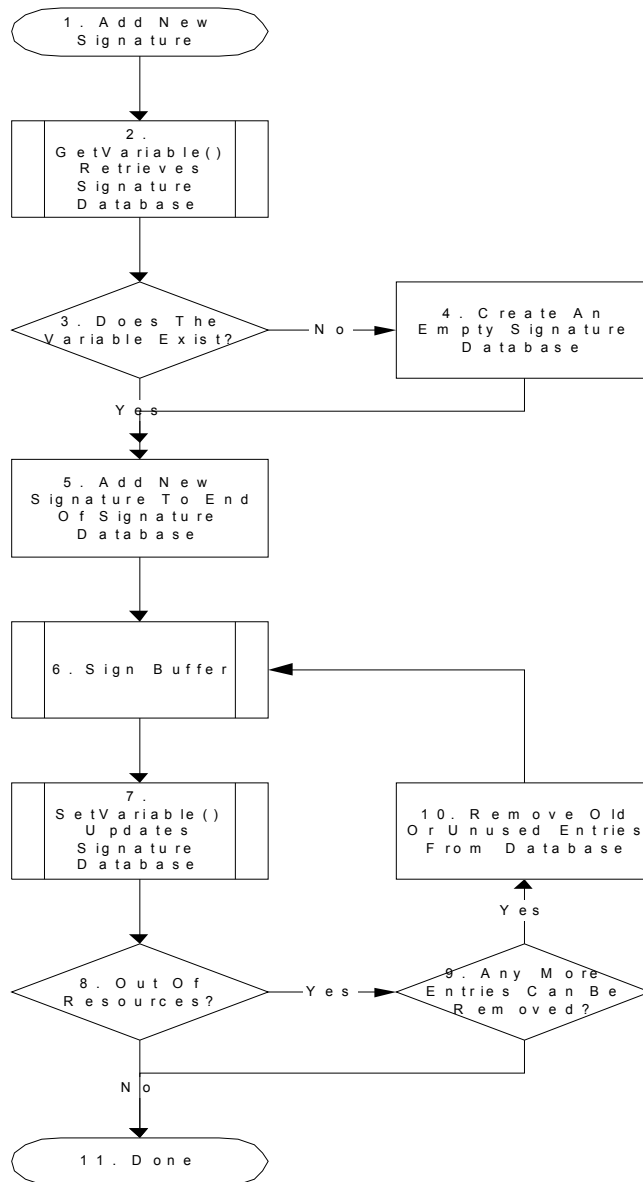 1. Add New
Signature
2.
GetVariable()
Retrieves
Signature
Database
3. Does The
Variable Exist?
No
4. Create An
Empty Signature
Database
Yes
5. Add New
Signature To End
Of Signature
Database
6. Sign Buffer
7.
SetVariable()
Updates
Signature
Database
10. Remove Old
Or Unused Entries
From Database
Yes
8. Out Of
Resources?
Yes
9. Any More
Entries Can Be
Removed?
No
11. Done